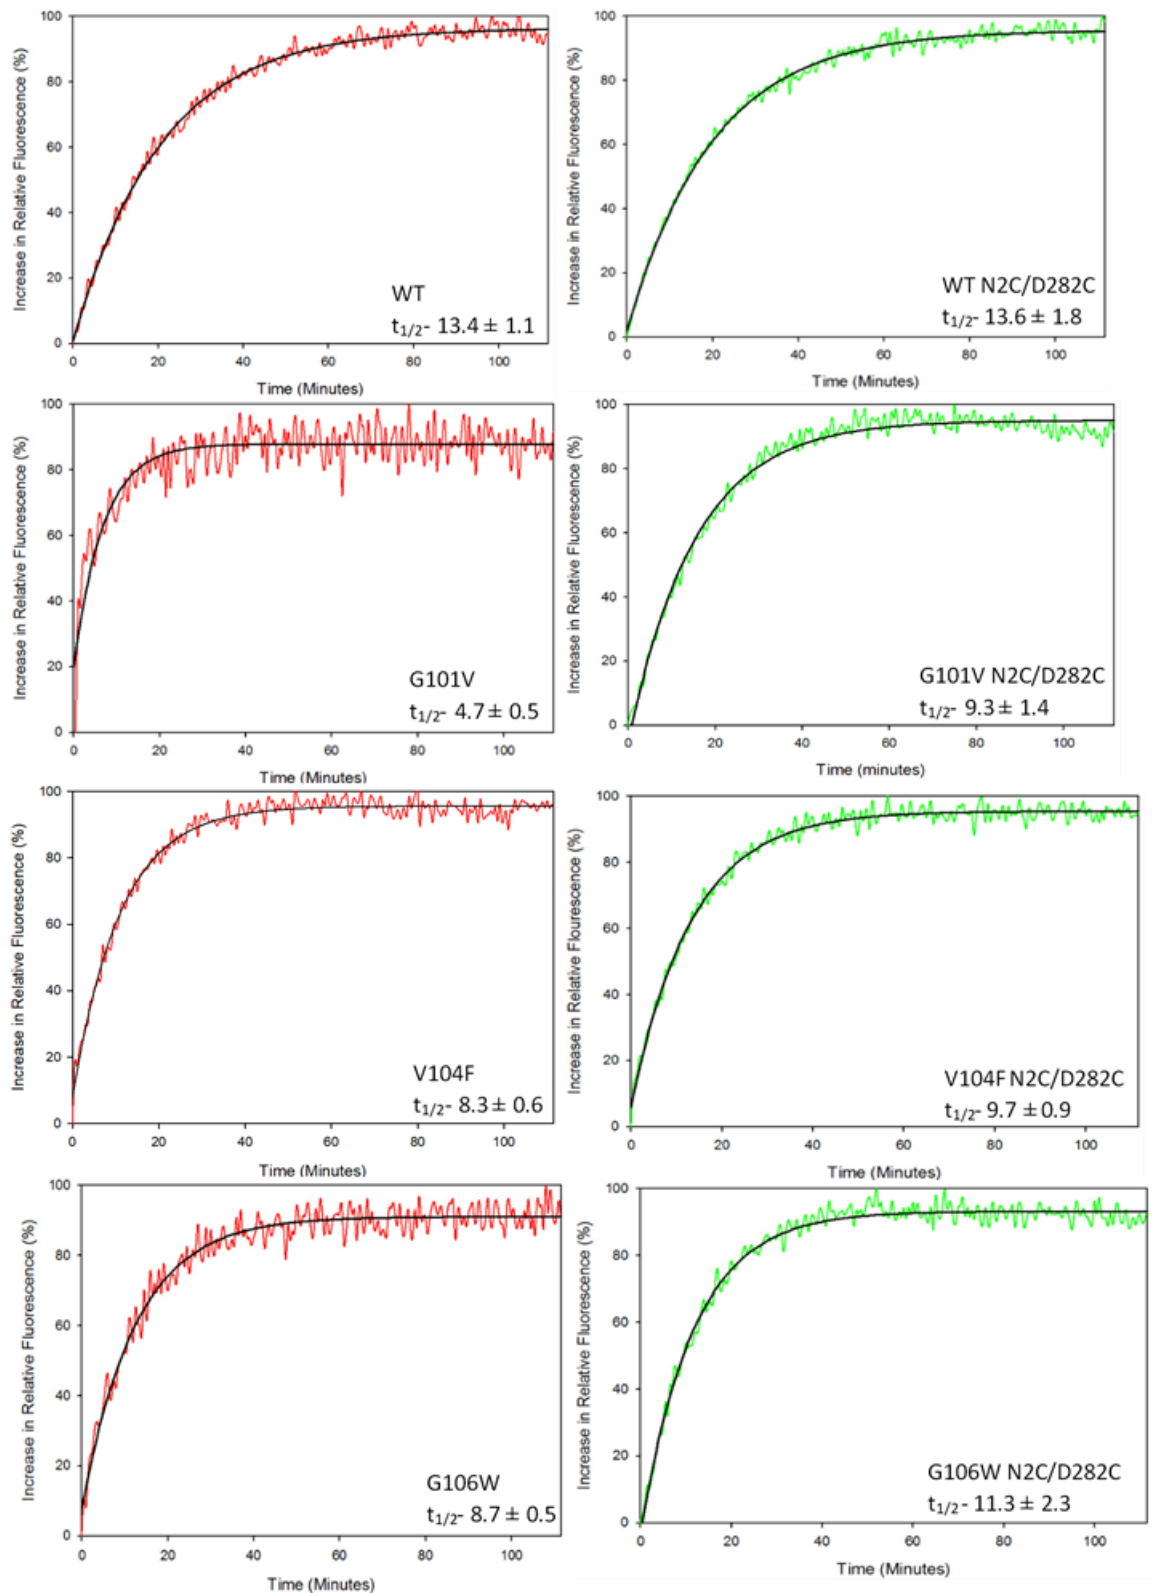 Increase in Relative Fluorescence (%)
100
80
60
40
20
0
WT
t1/2- 13.4 ± 1.1
0 20 40 60 80 100
Time (Minutes)
Increase in Relative Fluorescence (%)
100
80
60
40
20
0
WT N2C/D282C
t1/2- 13.6 ± 1.8
0 20 40 60 80 100
Time (Minutes)
Increase in Relative Fluorescence (%)
100
80
60
40
20
0
G101V
t1/2- 4.7 ± 0.5
0 20 40 60 80 100
Time (Minutes)
Increase in Relative Fluorescence (%)
100
80
60
40
20
0
G101V N2C/D282C
t1/2- 9.3 ± 1.4
0 20 40 60 80 100
Time (minutes)
Increase in Relative Fluorescence (%)
100
80
60
40
20
0
V104F
t1/2- 8.3 ± 0.6
0 20 40 60 80 100
Time (Minutes)
Increase in Relative Flourescence (%)
100
80
60
40
20
0
V104F N2C/D282C
t1/2- 9.7 ± 0.9
0 20 40 60 80 100
Time (Minutes)
Increase in Relative Fluorescence (%)
100
80
60
40
20
0
G106W
t1/2- 8.7 ± 0.5
0 20 40 60 80 100
Time (Minutes)
Increase in Relative Fluorescence (%)
100
80
60
40
20
0
G106W N2C/D282C
t1/2 - 11.3 ± 2.3
0 20 40 60 80 100
Time (Minutes)